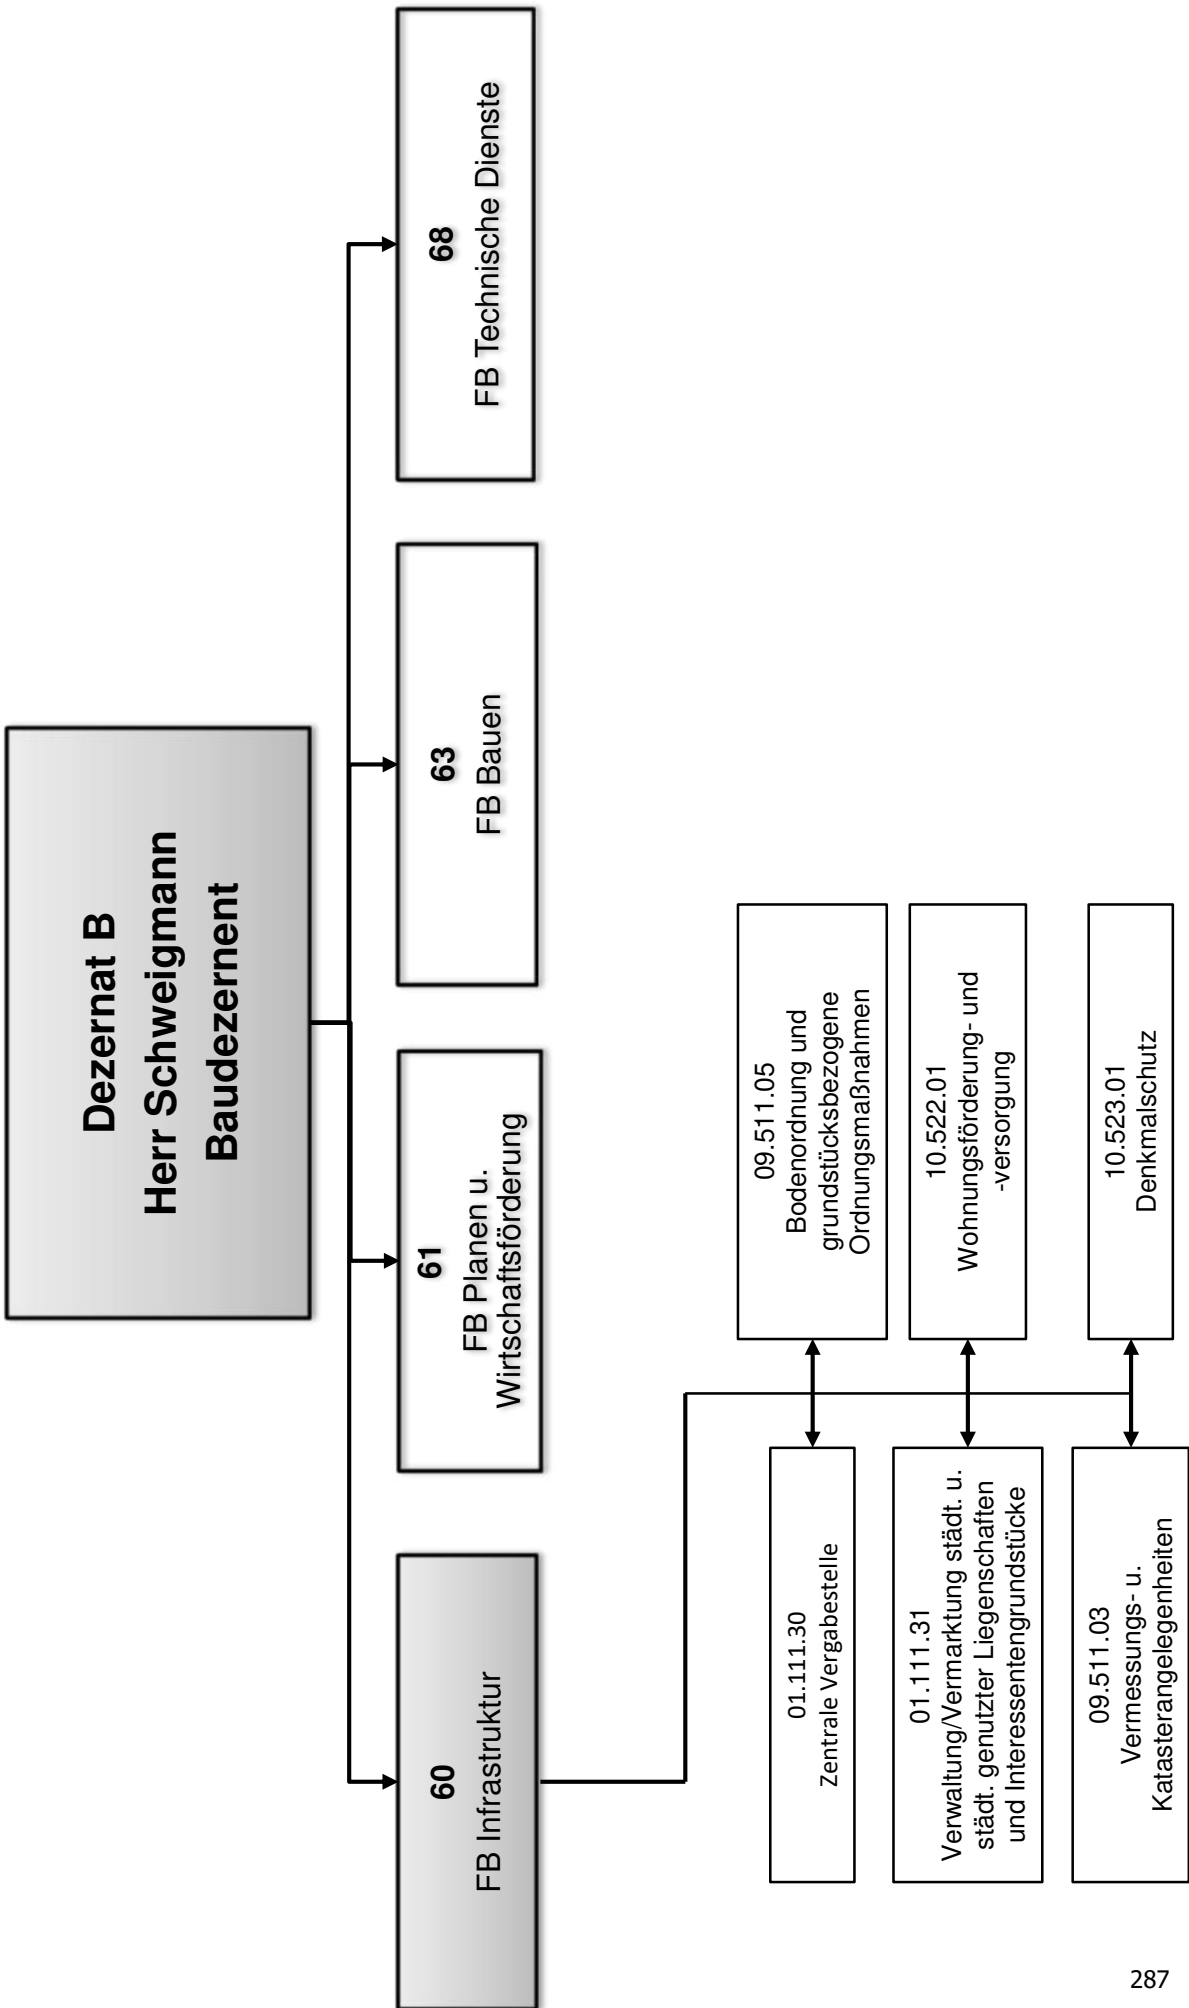 Dezernat B
Herr Schweigmann
Baudezernent
60
FB Infrastruktur
61
FB Planen u.
Wirtschaftsförderung
63
FB Bauen
68
FB Technische Dienste
01.111.30
Zentrale Vergabestelle
09.511.05
Bodenordnung und
grundstücksbezogene
Ordnungsmaßnahmen
01.111.31
Verwaltung/Vermarktung städt. u.
städt. genutzter Liegenschaften
und Interessentengrundstücke
10.522.01
Wohnungsförderung- und
-versorgung
09.511.03
Vermessungs- u.
Katasterangelegenheiten
10.523.01
Denkmalschutz
287